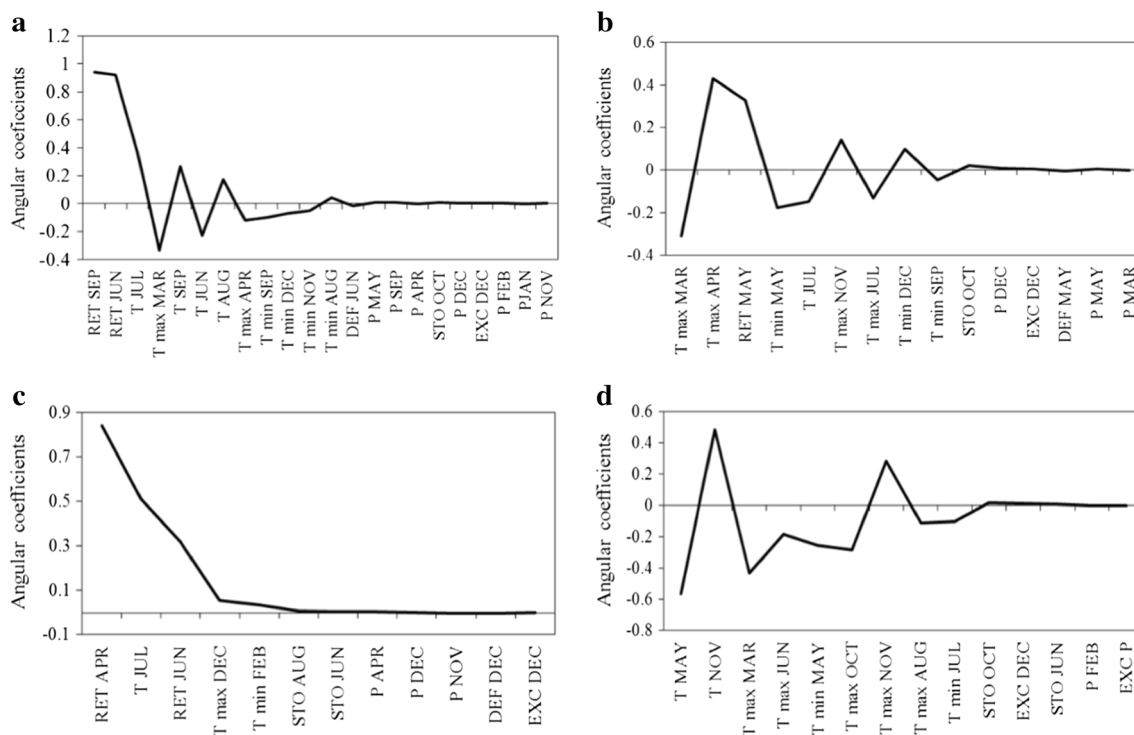 a
Angular coeficcients
1.2
1
0.8
0.6
0.4
0.2
0
-0.2
-0.4
RET SEP
RET JUN
T JUL
T max MAR
T SEP
T JUN
T AUG
T max APR
T min SEP
T min DEC
T min NOV
T min AUG
DEF JUN
P MAY
P SEP
P APR
STO OCT
P DEC
EXC DEC
P FEB
PJAN
P NOV
b
Angular coefficients
0.6
0.4
0.2
0
-0.2
-0.4
T max MAR
T max APR
RET MAY
T min MAY
T JUL
T max NOV
T max JUL
T min DEC
T min SEP
STO OCT
P DEC
EXC DEC
DEF MAY
P MAY
P MAR
c
Angular coefficients
0.9
0.7
0.5
0.3
0.1
-0.1
RET APR
T JUL
RET JUN
T max DEC
T min FEB
STO AUG
STO JUN
P APR
P DEC
P NOV
DEF DEC
EXC DEC
d
Angular coefficients
0.6
0.4
0.2
0
-0.2
-0.4
-0.6
-0.8
T MAY
T NOV
T max MAR
T max JUN
T min MAY
T max OCT
T max NOV
T max AUG
T min JUL
STO OCT
EXC DEC
STO JUN
P FEB
EXC P